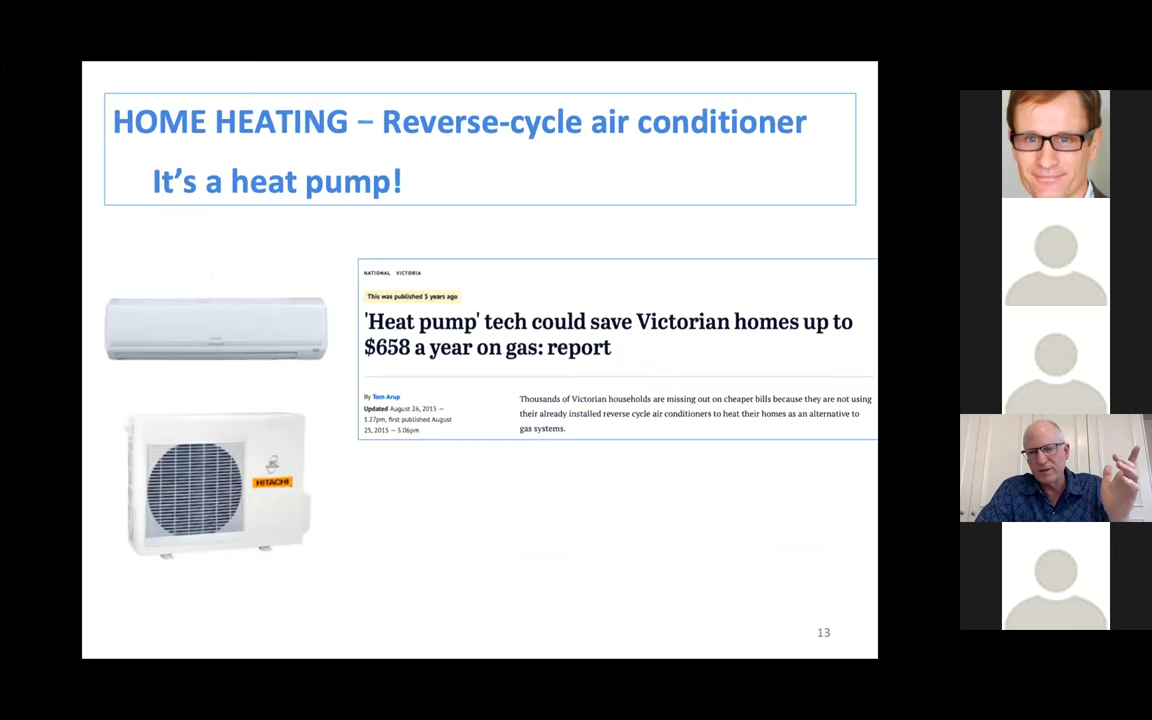 HOME HEATING – Reverse-cycle air conditioner
It's a heat pump!
NATIONAL VICTORIA
This was published 5 years ago
'Heat pump' tech could save Victorian homes up to
$658 a year on gas: report
By Tom Arup
Updated August 26, 2015 —
1.27pm, first published August
25, 2015 — 5.06pm
Thousands of Victorian households are missing out on cheaper bills because they are not using
their already installed reverse cycle air conditioners to heat their homes as an alternative to
gas systems.
HITACHI
13